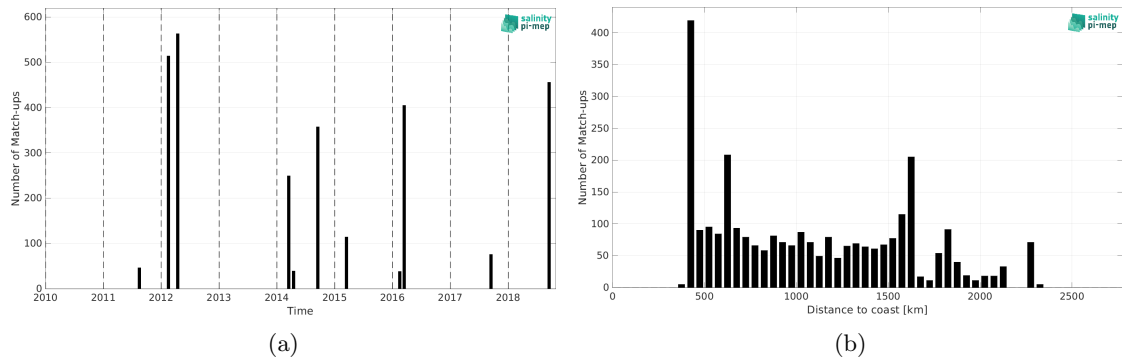 salinity
pi-mep
600
500
400
300
200
100
0
Number of Match-ups
2010 2011 2012 2013 2014 2015 2016 2017 2018
Time
(a)
salinity
pi-mep
400
350
300
250
200
150
100
50
0
Number of Match-ups
0 500 1000 1500 2000 2500
Distance to coast [km]
(b)